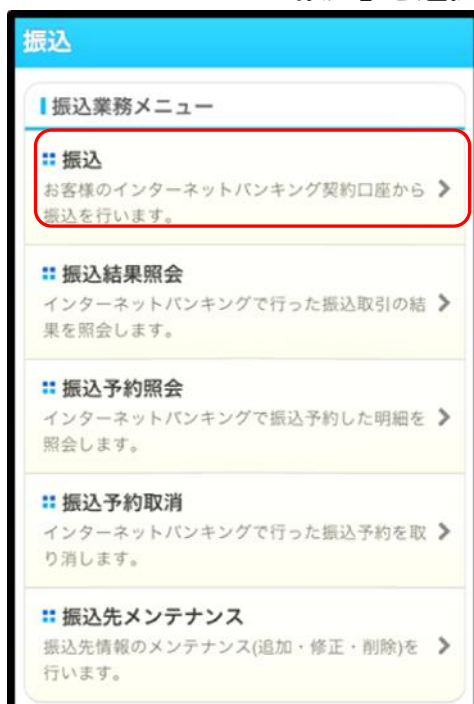 振込
振込業務メニュー
振込
お客様のインターネットバンキング契約口座から
振込を行います。
振込結果照会
インターネットバンキングで行った振込取引の結
果を照会します。
振込予約照会
インターネットバンキングで振込予約した明細を
照会します。
振込予約取消
インターネットバンキングで行った振込予約を取
り消します。
振込先メンテナンス
振込先情報のメンテナンス(追加・修正・削除)を
行います。